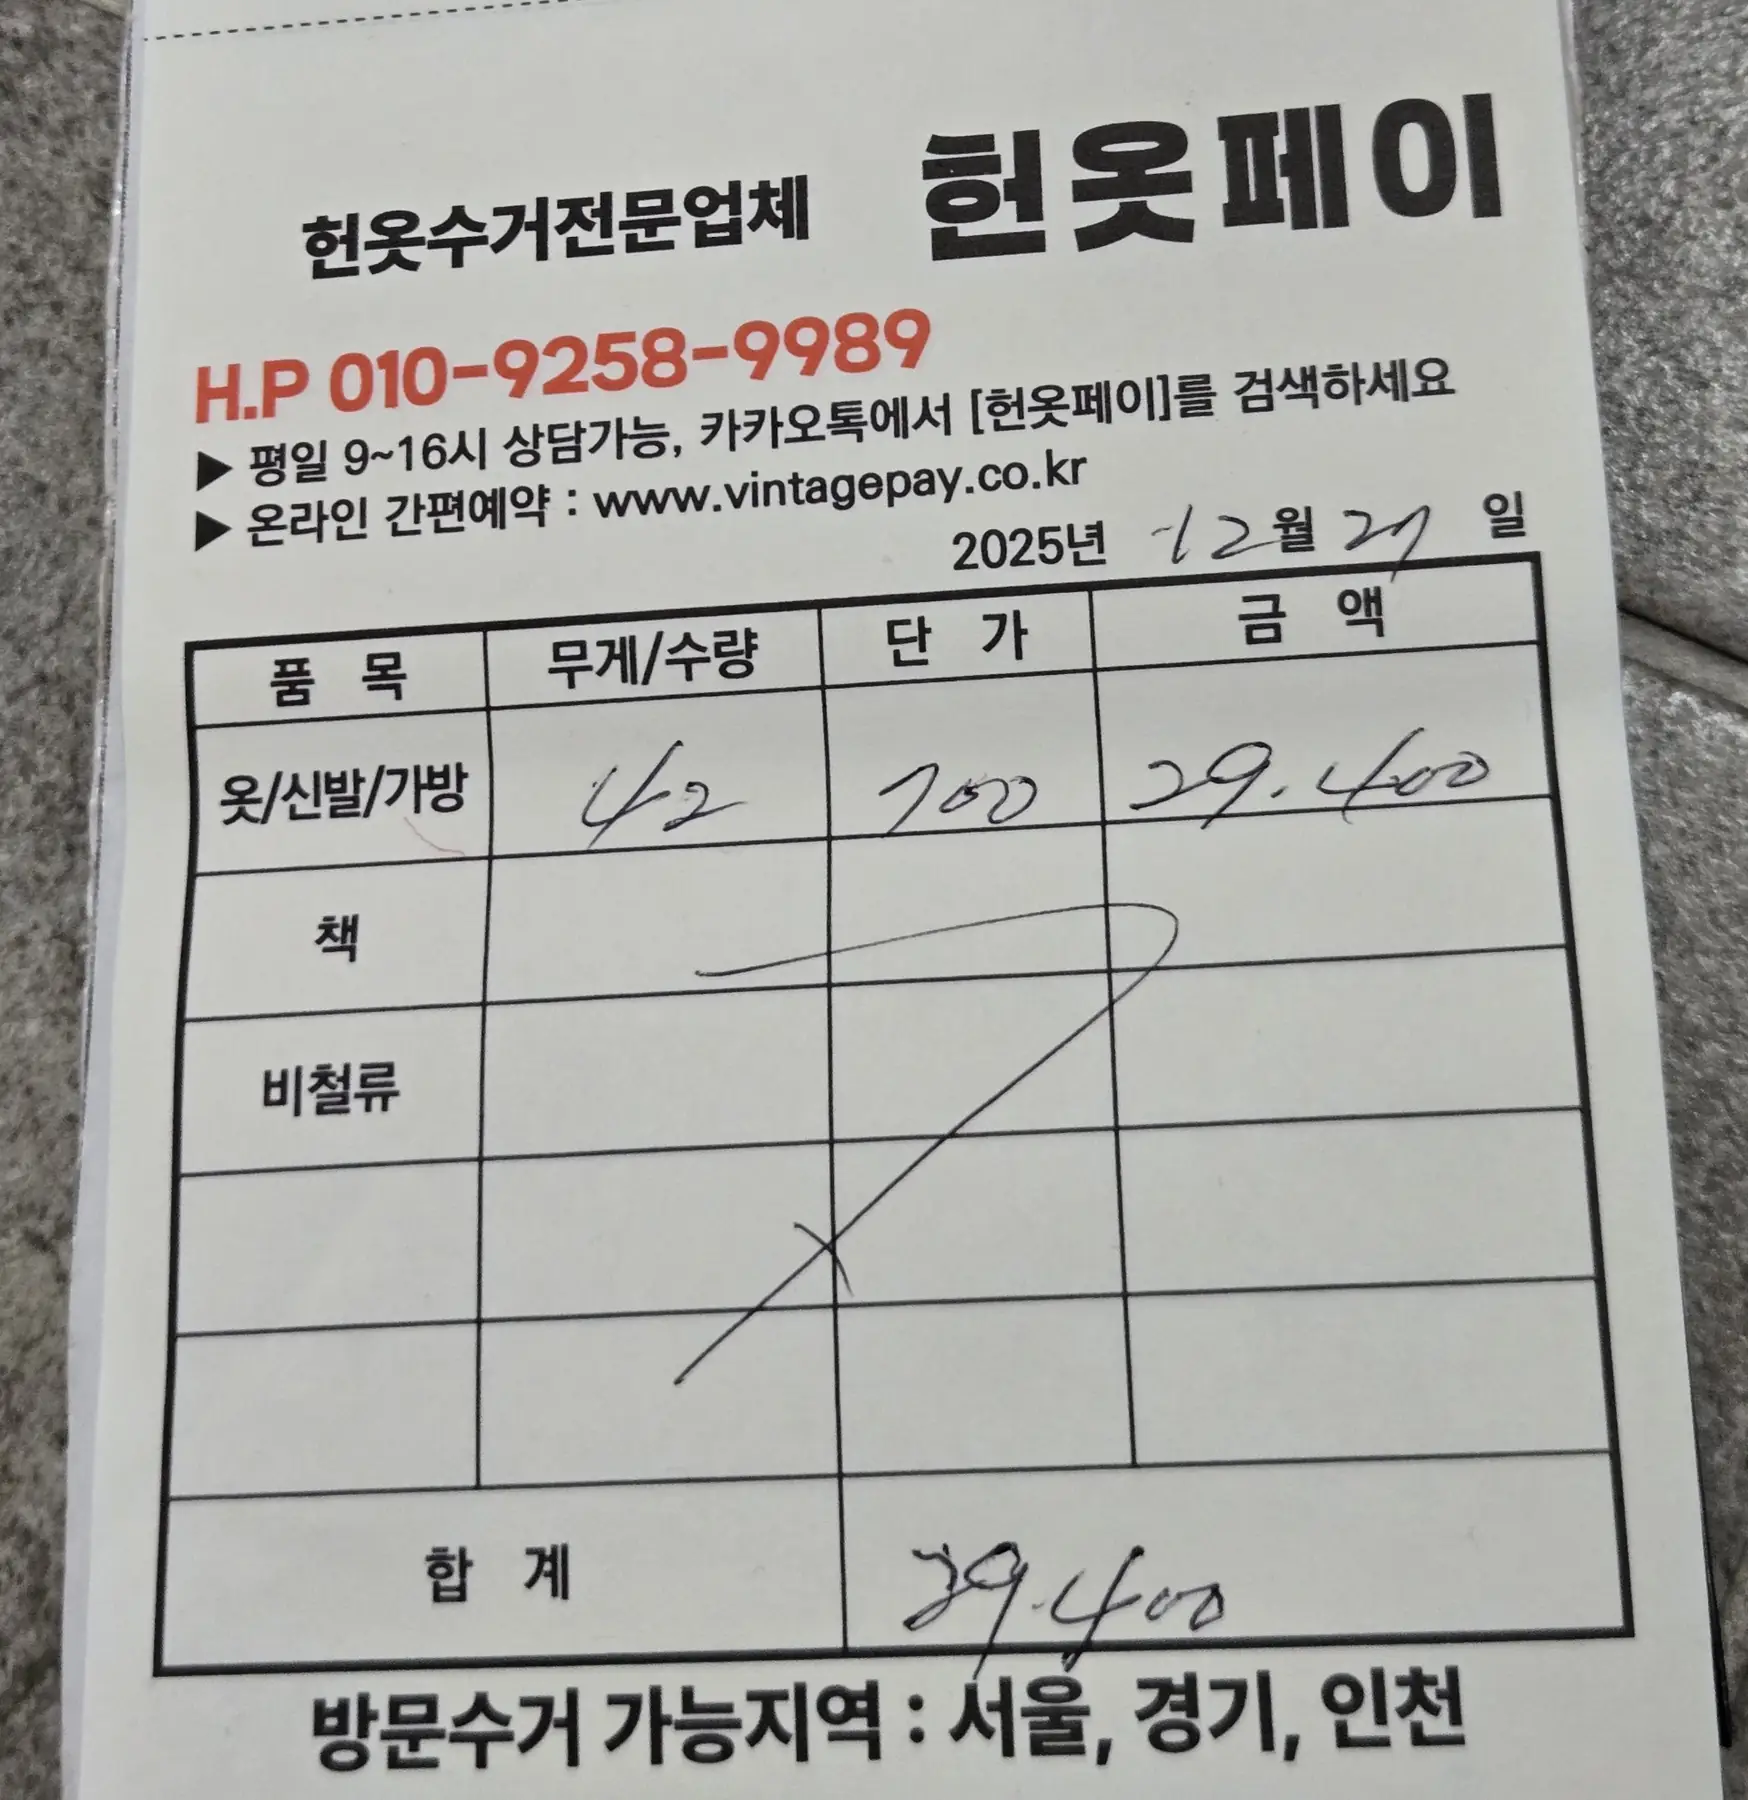 헌옷수거전문업체 헌옷페이
H.P 010-9258-9989
▶ 평일 9~16시 상담가능, 카카오톡에서 [헌옷페이]를 검색하세요
▶ 온라인 간편예약 : www.vintagepay.co.kr
2025년 12월 27일
품 목 무게/수량 단 가 금 액
옷/신발/가방 42 700 29.400
책
비철류
합 계 29.400
방문수거 가능지역 : 서울, 경기, 인천